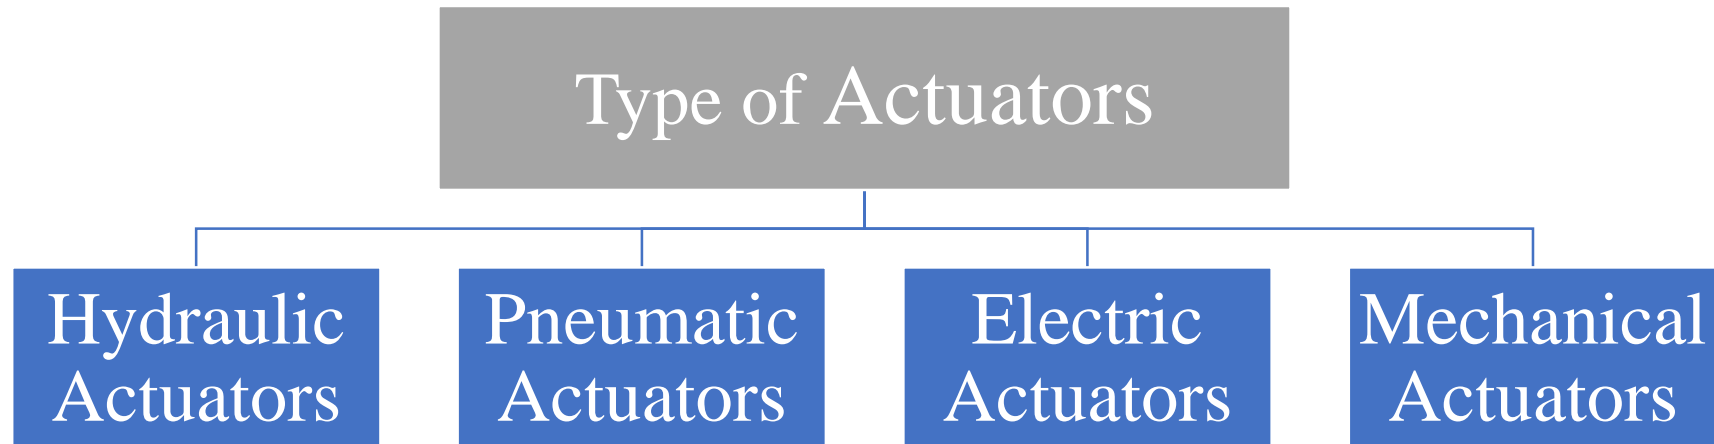 Type of Actuators
Hydraulic
Actuators
Pneumatic
Actuators
Electric
Actuators
Mechanical
Actuators